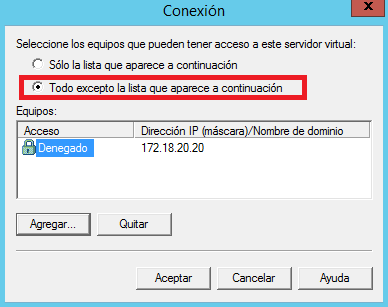 Conexión
Seleccione los equipos que pueden tener acceso a este servidor virtual:
Sólo la lista que aparece a continuación
Todo excepto la lista que aparece a continuación
Equipos:
Acceso Dirección IP (máscara)/Nombre de dominio
Denegado 172.18.20.20
Agregar... Quitar
Aceptar Cancelar Ayuda